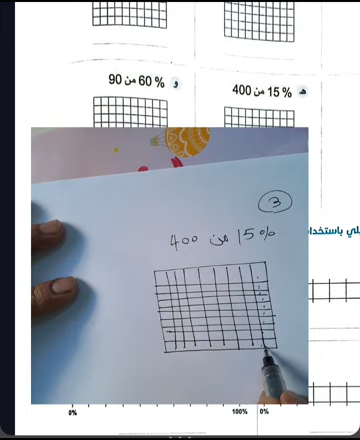 هـ 15 % من 400
و 60 % من 90
3
15% من 400
لي باستخدا
0% 100% 0%